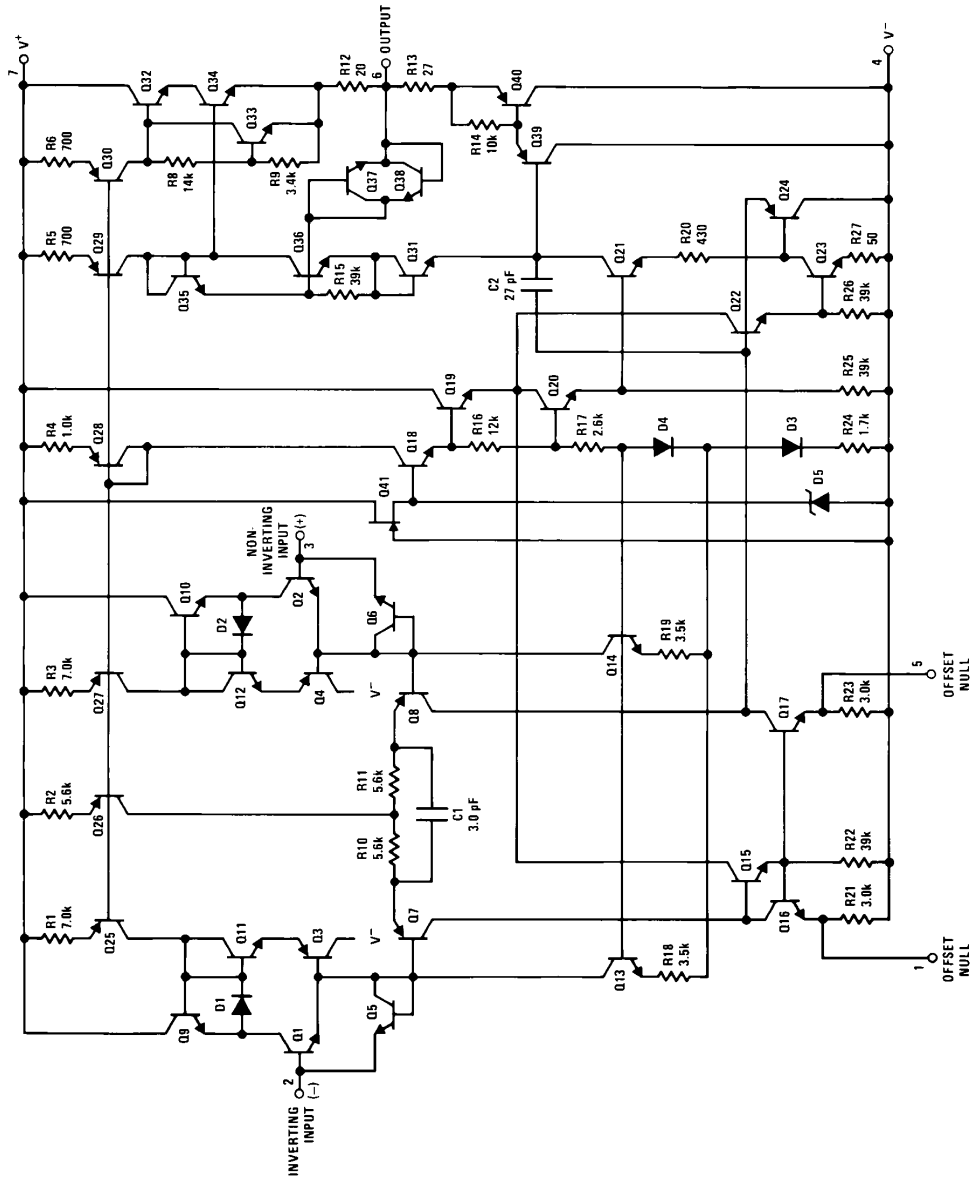 7 V+
R1
7.0k
R2
5.6k
R3
7.0k
R4
1.0k
R5
700
R6
700
Q25
Q26
Q27
Q28
Q29
Q30
Q32
Q34
Q33
R8
14k
R9
3.4k
R12
20
6 OUTPUT
R13
27
Q9
D1
Q11
Q1
Q3
V−
Q5
Q7
INVERTING
INPUT
(−)
2
Q10
D2
Q12
Q2
Q4
V−
Q6
Q8
NON-
INVERTING
INPUT
3 (+)
R10
5.6k
R11
5.6k
C1
3.0 pF
Q41
Q18
Q19
R16
12k
Q20
R17
2.6k
D4
D3
R24
1.7k
D5
Q35
Q36
R15
39k
Q31
Q37
Q38
R14
10k
Q40
Q39
C2
27 pF
Q21
R20
430
Q24
Q22
Q23
R25
39k
R26
39k
R27
50
Q13
R18
3.5k
Q14
R19
3.5k
Q15
Q16
Q17
R21
3.0k
R22
39k
R23
3.0k
4 V−
1
OFFSET
NULL
5
OFFSET
NULL